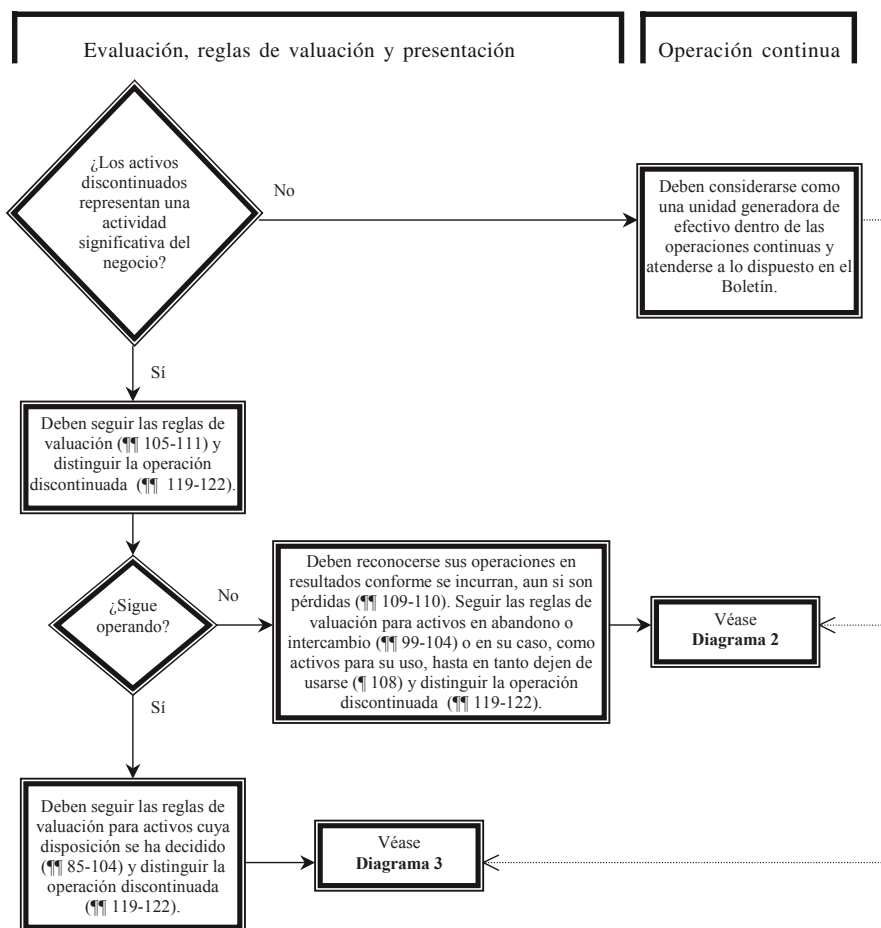 Evaluación, reglas de valuación y presentación
Operación continua
¿Los activos
discontinuados
representan una
actividad
significativa del
negocio?
No
Deben considerarse como
una unidad generadora de
efectivo dentro de las
operaciones continuas y
atenderse a lo dispuesto en el
Boletín.
Sí
Deben seguir las reglas de
valuación (¶¶ 105-111) y
distinguir la operación
discontinuada (¶¶ 119-122).
¿Sigue
operando?
No
Deben reconocerse sus operaciones en
resultados conforme se incurran, aun si son
pérdidas (¶¶ 109-110). Seguir las reglas de
valuación para activos en abandono o
intercambio (¶¶ 99-104) o en su caso, como
activos para su uso, hasta en tanto dejen de
usarse (¶ 108) y distinguir la operación
discontinuada (¶¶ 119-122).
Véase
Diagrama 2
Sí
Deben seguir las reglas de
valuación para activos cuya
disposición se ha decidido
(¶¶ 85-104) y distinguir la
operación discontinuada
(¶¶ 119-122).
Véase
Diagrama 3